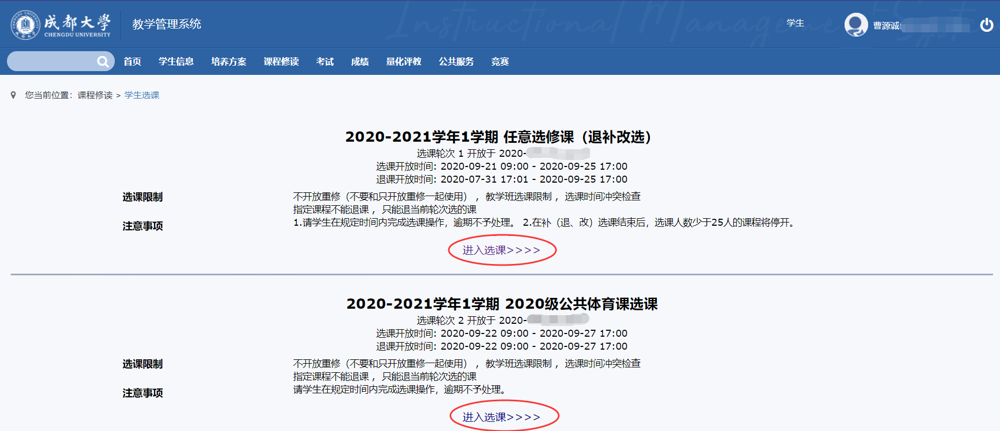 Instructional Management System
成都大學
CHENGDU UNIVERSITY
教学管理系统
学生
曹源诚
首页 学生信息 培养方案 课程修读 考试 成绩 量化评教 公共服务 竞赛
您当前位置：课程修读 > 学生选课
2020-2021学年1学期 任意选修课（退补改选）
选课轮次 1 开放于 2020-
选课开放时间: 2020-09-21 09:00 - 2020-09-25 17:00
退课开放时间: 2020-07-31 17:01 - 2020-09-25 17:00
选课限制 不开放重修（不要和只开放重修一起使用），教学班选课限制，选课时间冲突检查
指定课程不能退课，只能退当前轮次选的课
注意事项 1.请学生在规定时间内完成选课操作，逾期不予处理。 2.在补（退、改）选课结束后，选课人数少于25人的课程将停开。
进入选课>>>>
2020-2021学年1学期 2020级公共体育课选课
选课轮次 2 开放于 2020-
选课开放时间: 2020-09-22 09:00 - 2020-09-27 17:00
退课开放时间: 2020-09-22 09:00 - 2020-09-27 17:00
选课限制 不开放重修（不要和只开放重修一起使用），教学班选课限制，选课时间冲突检查
指定课程不能退课，只能退当前轮次选的课
注意事项 请学生在规定时间内完成选课操作，逾期不予处理。
进入选课>>>>